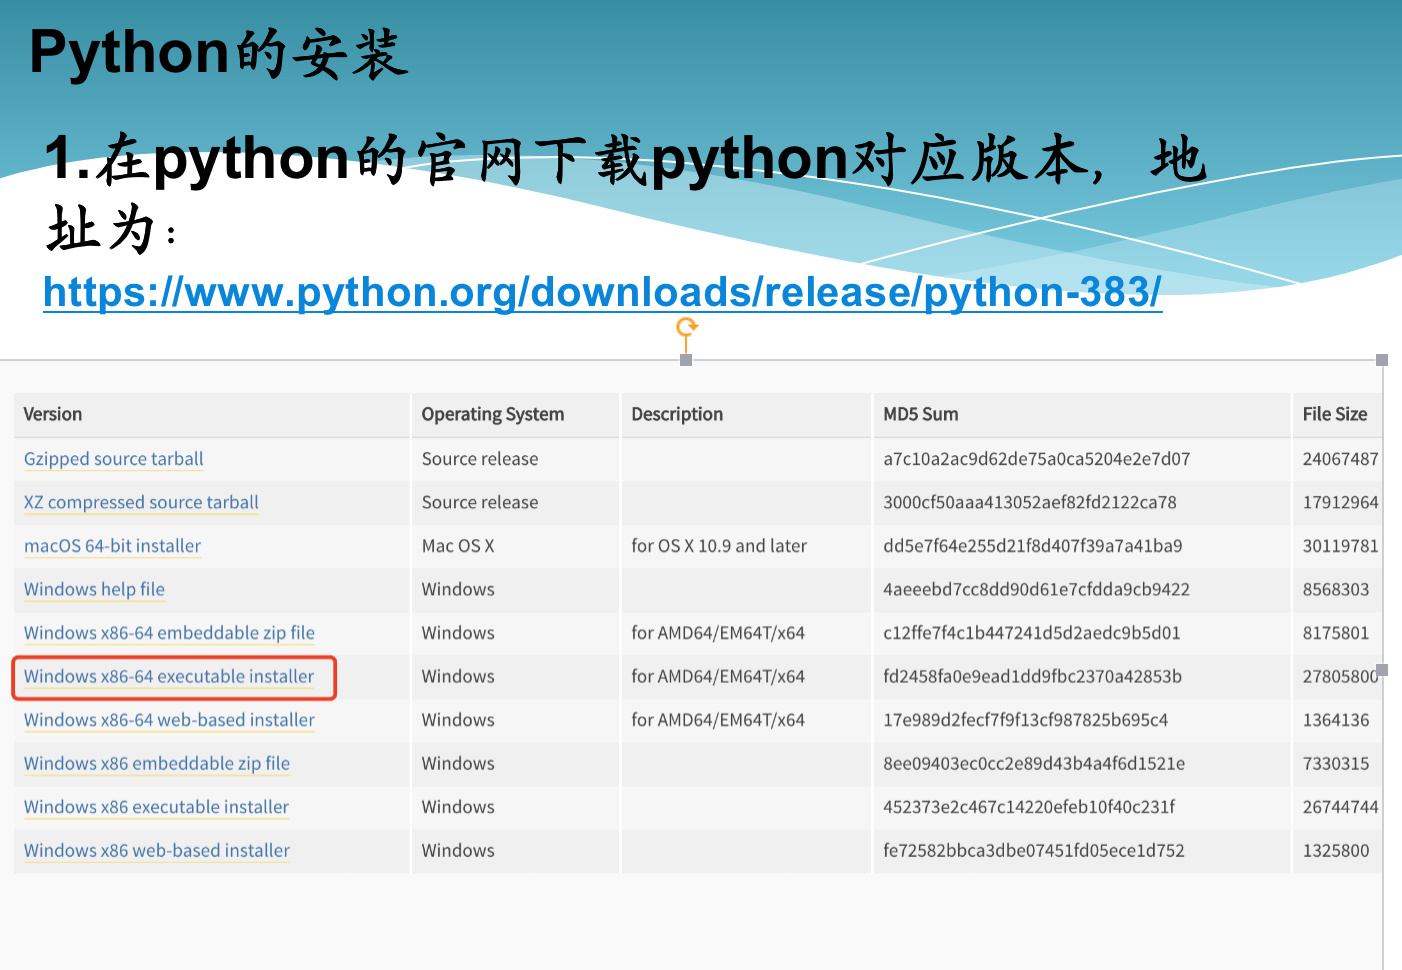 Python的安装
1.在python的官网下载python对应版本，地
址为：
https://www.python.org/downloads/release/python-383/
Version Operating System Description MD5 Sum File Size
Gzipped source tarball Source release a7c10a2ac9d62de75a0ca5204e2e7d07 24067487
XZ compressed source tarball Source release 3000cf50aaa413052aef82fd2122ca78 17912964
macOS 64-bit installer Mac OS X for OS X 10.9 and later dd5e7f64e255d21f8d407f39a7a41ba9 30119781
Windows help file Windows 4aeeebd7cc8dd90d61e7cfdda9cb9422 8568303
Windows x86-64 embeddable zip file Windows for AMD64/EM64T/x64 c12ffe7f4c1b447241d5d2aedc9b5d01 8175801
Windows x86-64 executable installer Windows for AMD64/EM64T/x64 fd2458fa0e9ead1dd9fbc2370a42853b 27805800
Windows x86-64 web-based installer Windows for AMD64/EM64T/x64 17e989d2fecf7f9f13cf987825b695c4 1364136
Windows x86 embeddable zip file Windows 8ee09403ec0cc2e89d43b4a4f6d1521e 7330315
Windows x86 executable installer Windows 452373e2c467c14220efeb10f40c231f 26744744
Windows x86 web-based installer Windows fe72582bbca3dbe07451fd05ece1d752 1325800